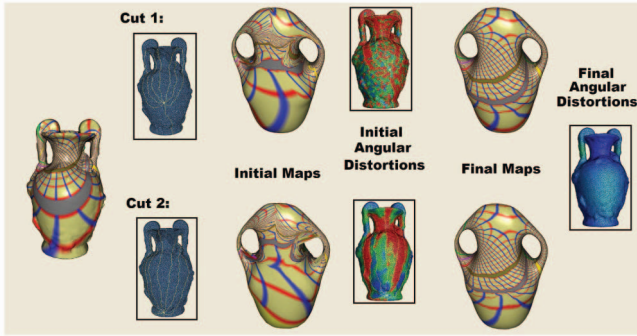 Cut 1:
Final
Angular
Distortions
Initial
Angular
Distortions
Initial Maps
Final Maps
Cut 2: